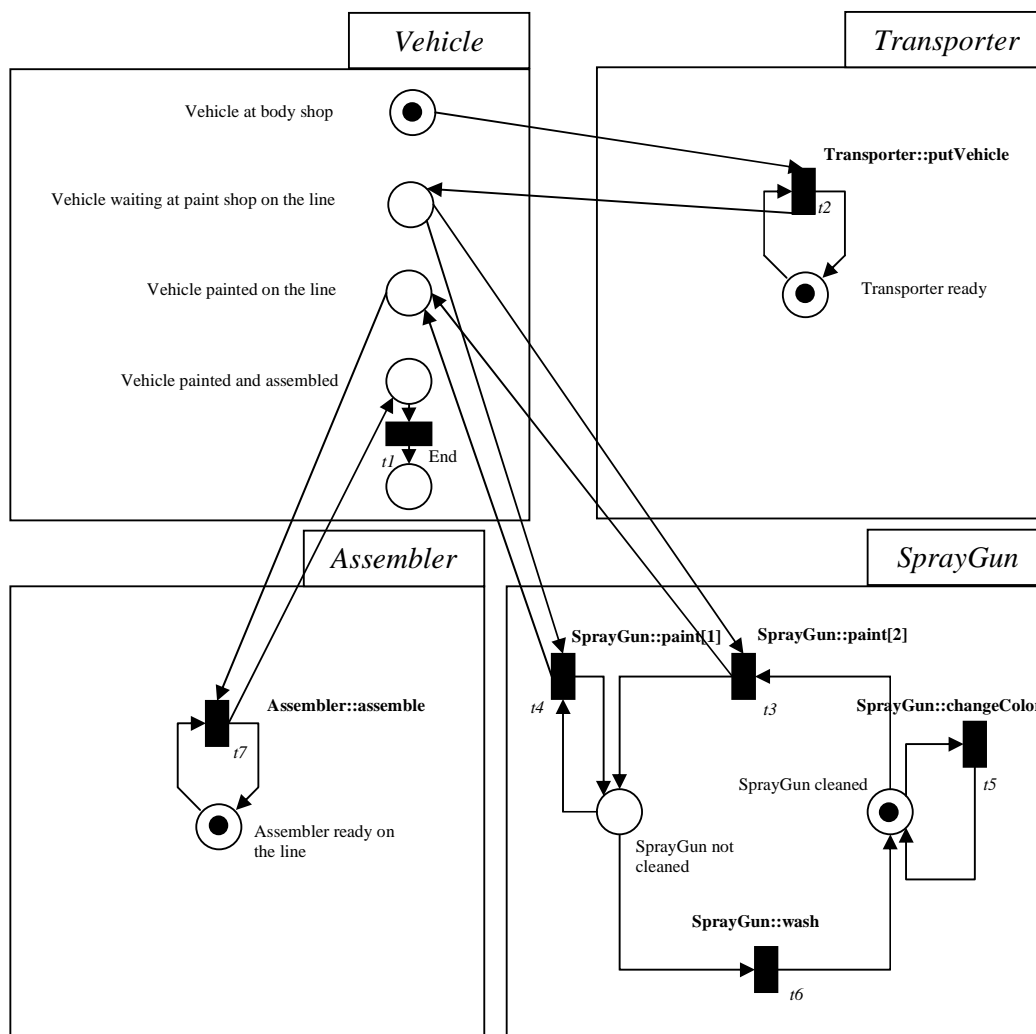 Vehicle
Transporter
Vehicle at body shop
Transporter::putVehicle
Vehicle waiting at paint shop on the line
t2
Vehicle painted on the line
Transporter ready
Vehicle painted and assembled
t1
End
Assembler
SprayGun
SprayGun::paint[1]
SprayGun::paint[2]
t4
t3
Assembler::assemble
SprayGun::changeColor
t7
t5
SprayGun cleaned
Assembler ready on
the line
SprayGun not
cleaned
SprayGun::wash
t6